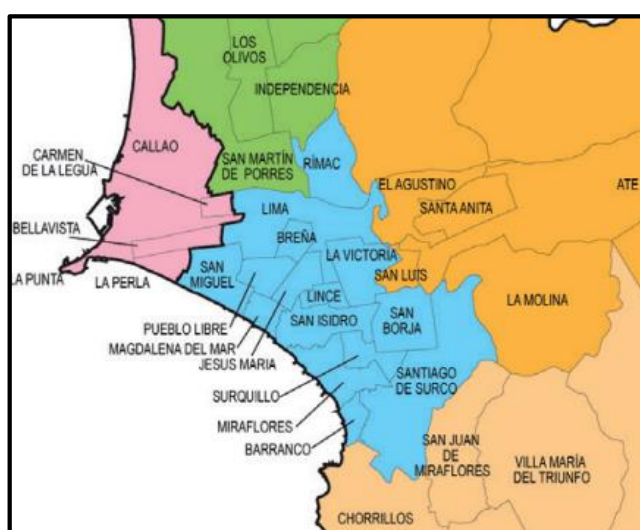 LOS
OLIVOS
INDEPENDENCIA
CALLAO
CARMEN
DE LA LEGUA
SAN MARTÍN
DE PORRES
RÍMAC
EL AGUSTINO
ATE
SANTA ANITA
LIMA
BELLAVISTA
BREÑA
LA VICTORIA
SAN
MIGUEL
SAN LUIS
LA PUNTA
LA PERLA
LINCE
LA MOLINA
SAN ISIDRO
SAN
BORJA
PUEBLO LIBRE
MAGDALENA DEL MAR
JESUS MARIA
SANTIAGO
DE SURCO
SURQUILLO
MIRAFLORES
BARRANCO
SAN JUAN
DE
MIRAFLORES
VILLA MARÍA
DEL TRIUNFO
CHORRILLOS